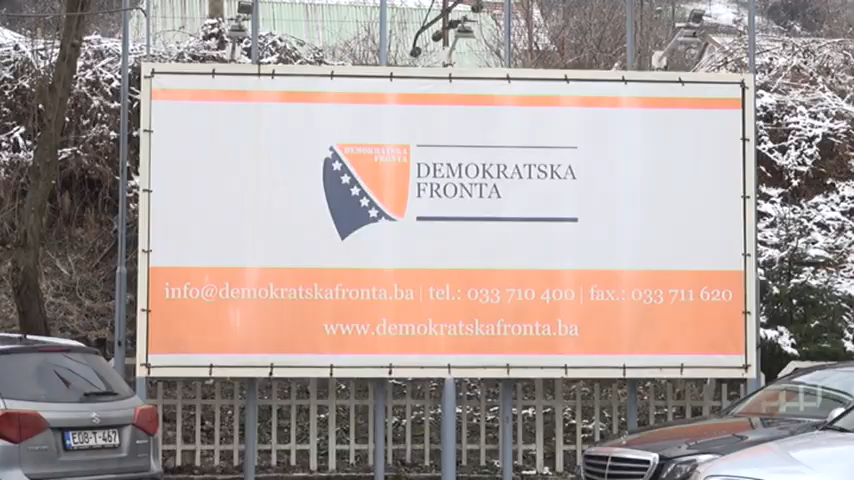 DEMOKRATSKA
FRONTA
DEMOKRATSKA
FRONTA
info@demokratskafronta.ba | tel.: 033 710 400 | fax.: 033 711 620
www.demokratskafronta.ba
E08-T-467